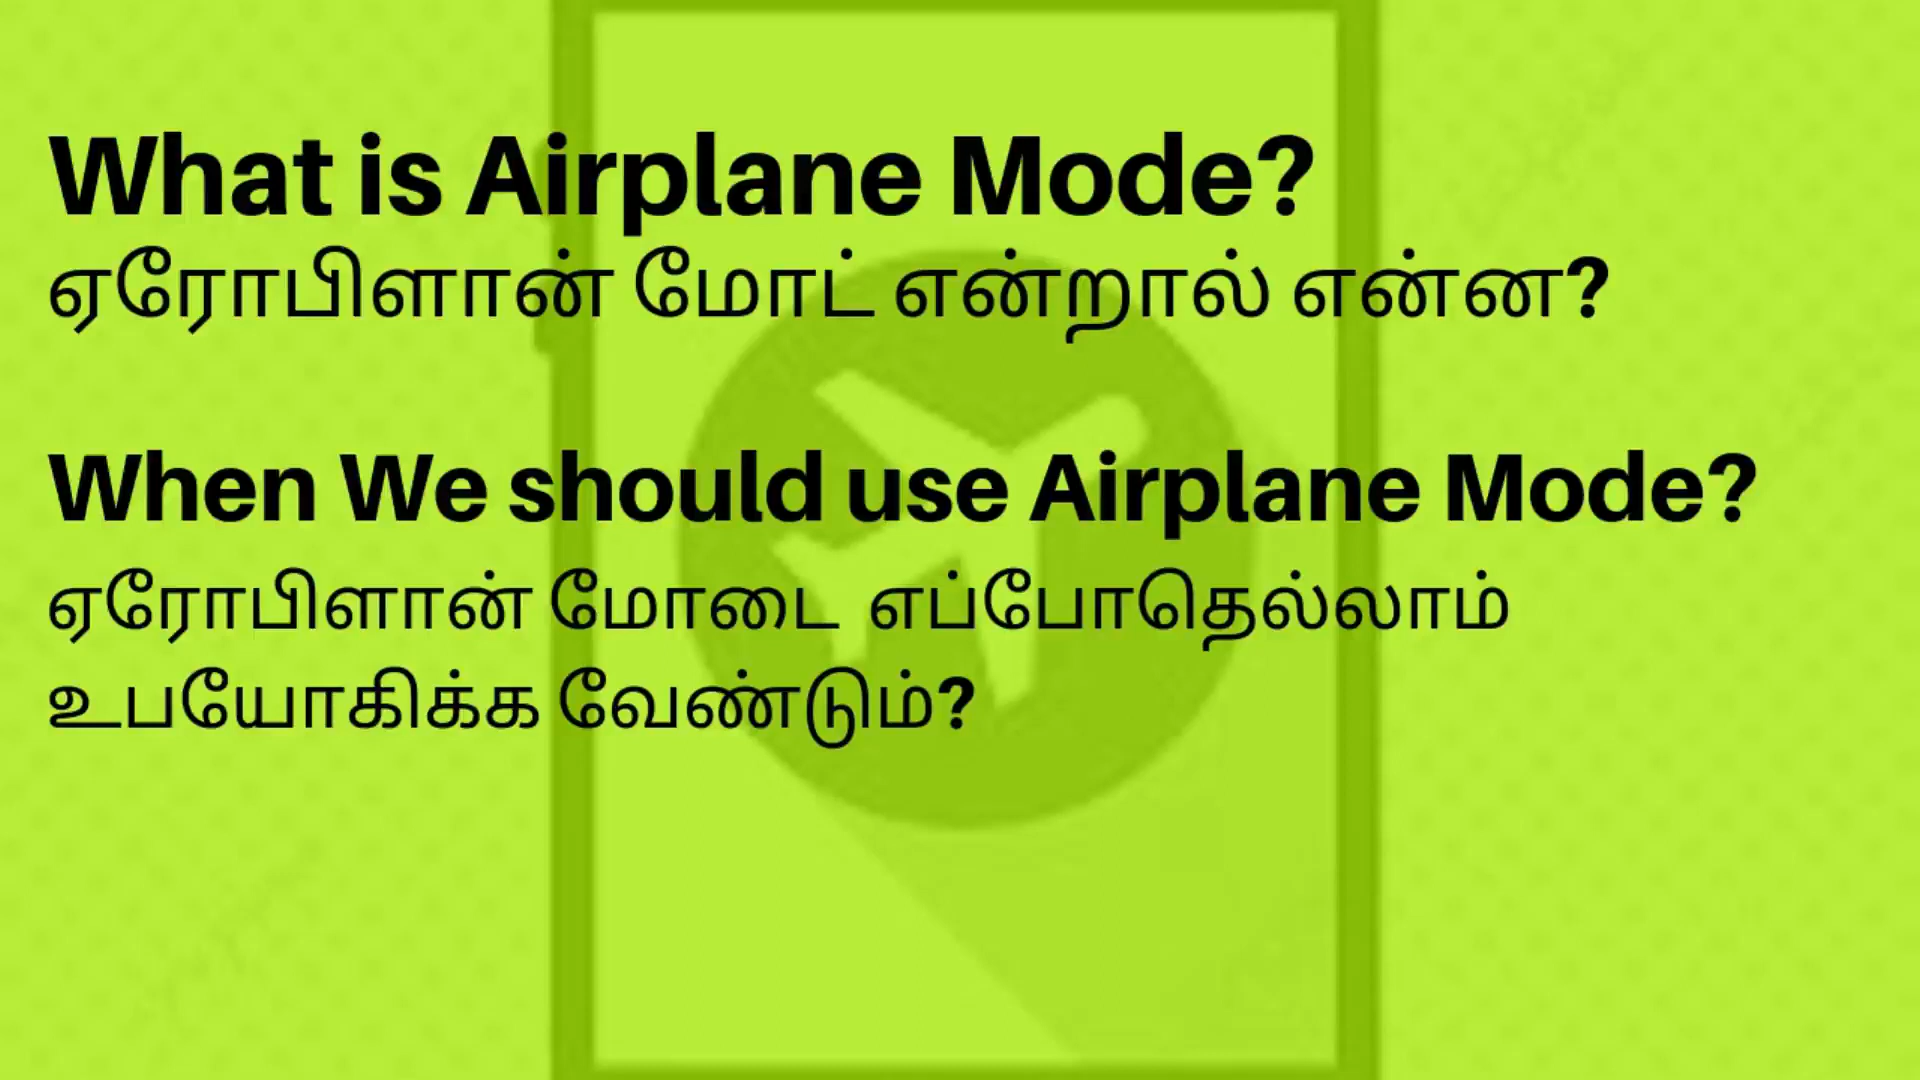 What is Airplane Mode?
ஏரோபிளான் மோட் என்றால் என்ன?
When We should use Airplane Mode?
ஏரோபிளான் மோடை எப்போதெல்லாம்
உபயோகிக்க வேண்டும்?